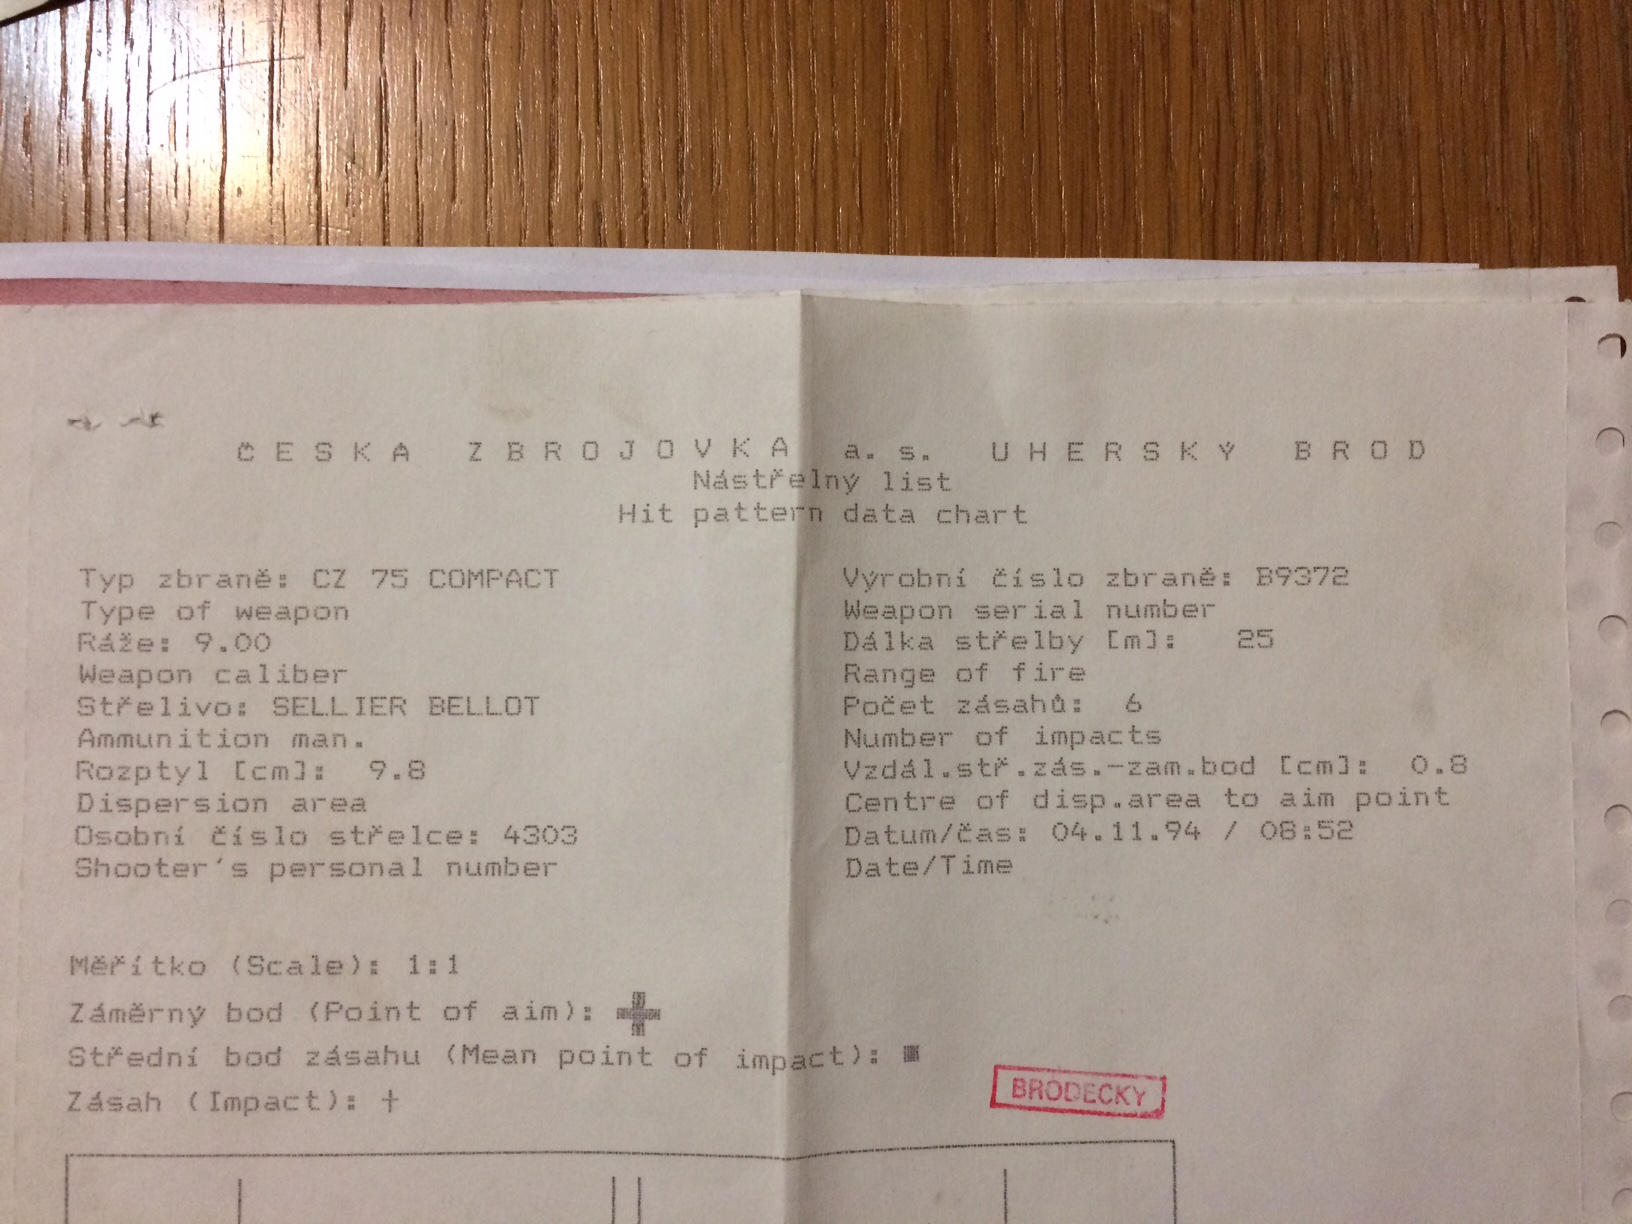 ČESKÁ ZBROJOVKA a.s. UHERSKÝ BROD
Nástřelný list
Hit pattern data chart
Typ zbraně: CZ 75 COMPACT
Type of weapon
Ráže: 9.00
Weapon caliber
Střelivo: SELLIER BELLOT
Ammunition man.
Rozptyl [cm]: 9.8
Dispersion area
Osobní číslo střelce: 4303
Shooter's personal number
Výrobní číslo zbraně: B9372
Weapon serial number
Dálka střelby [m]: 25
Range of fire
Počet zásahů: 6
Number of impacts
Vzdál.stř.zás.-zam.bod [cm]: 0.8
Centre of disp.area to aim point
Datum/čas: 04.11.94 / 08:52
Date/Time
Měřítko (Scale): 1:1
Záměrný bod (Point of aim):
Střední bod zásahu (Mean point of impact):
Zásah (Impact):
BRODECKÝ